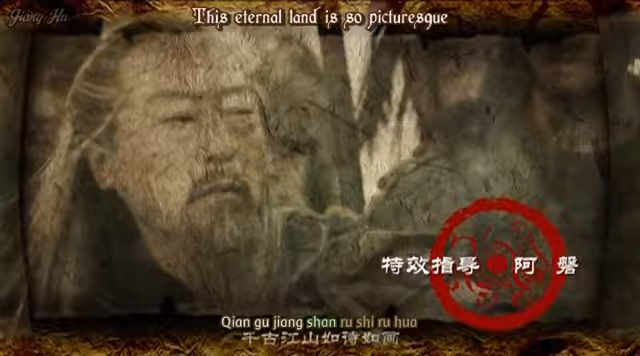 Jiang Hu
This eternal land is so picturesque
特效指导 阿 磐
Qian gu jiang shan ru shi ru hua
千古江山如诗如画